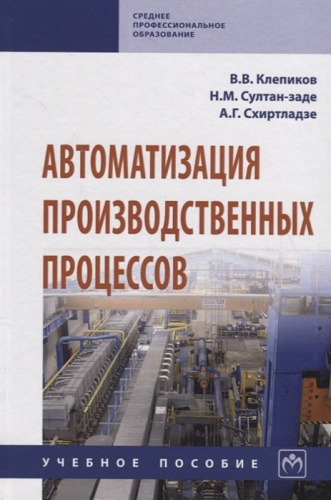 СРЕДНЕЕ
ПРОФЕССИОНАЛЬНОЕ
ОБРАЗОВАНИЕ
В.В. Клепиков
Н.М. Султан-заде
А.Г. Схиртладзе
АВТОМАТИЗАЦИЯ
ПРОИЗВОДСТВЕННЫХ
ПРОЦЕССОВ
УЧЕБНОЕ ПОСОБИЕ